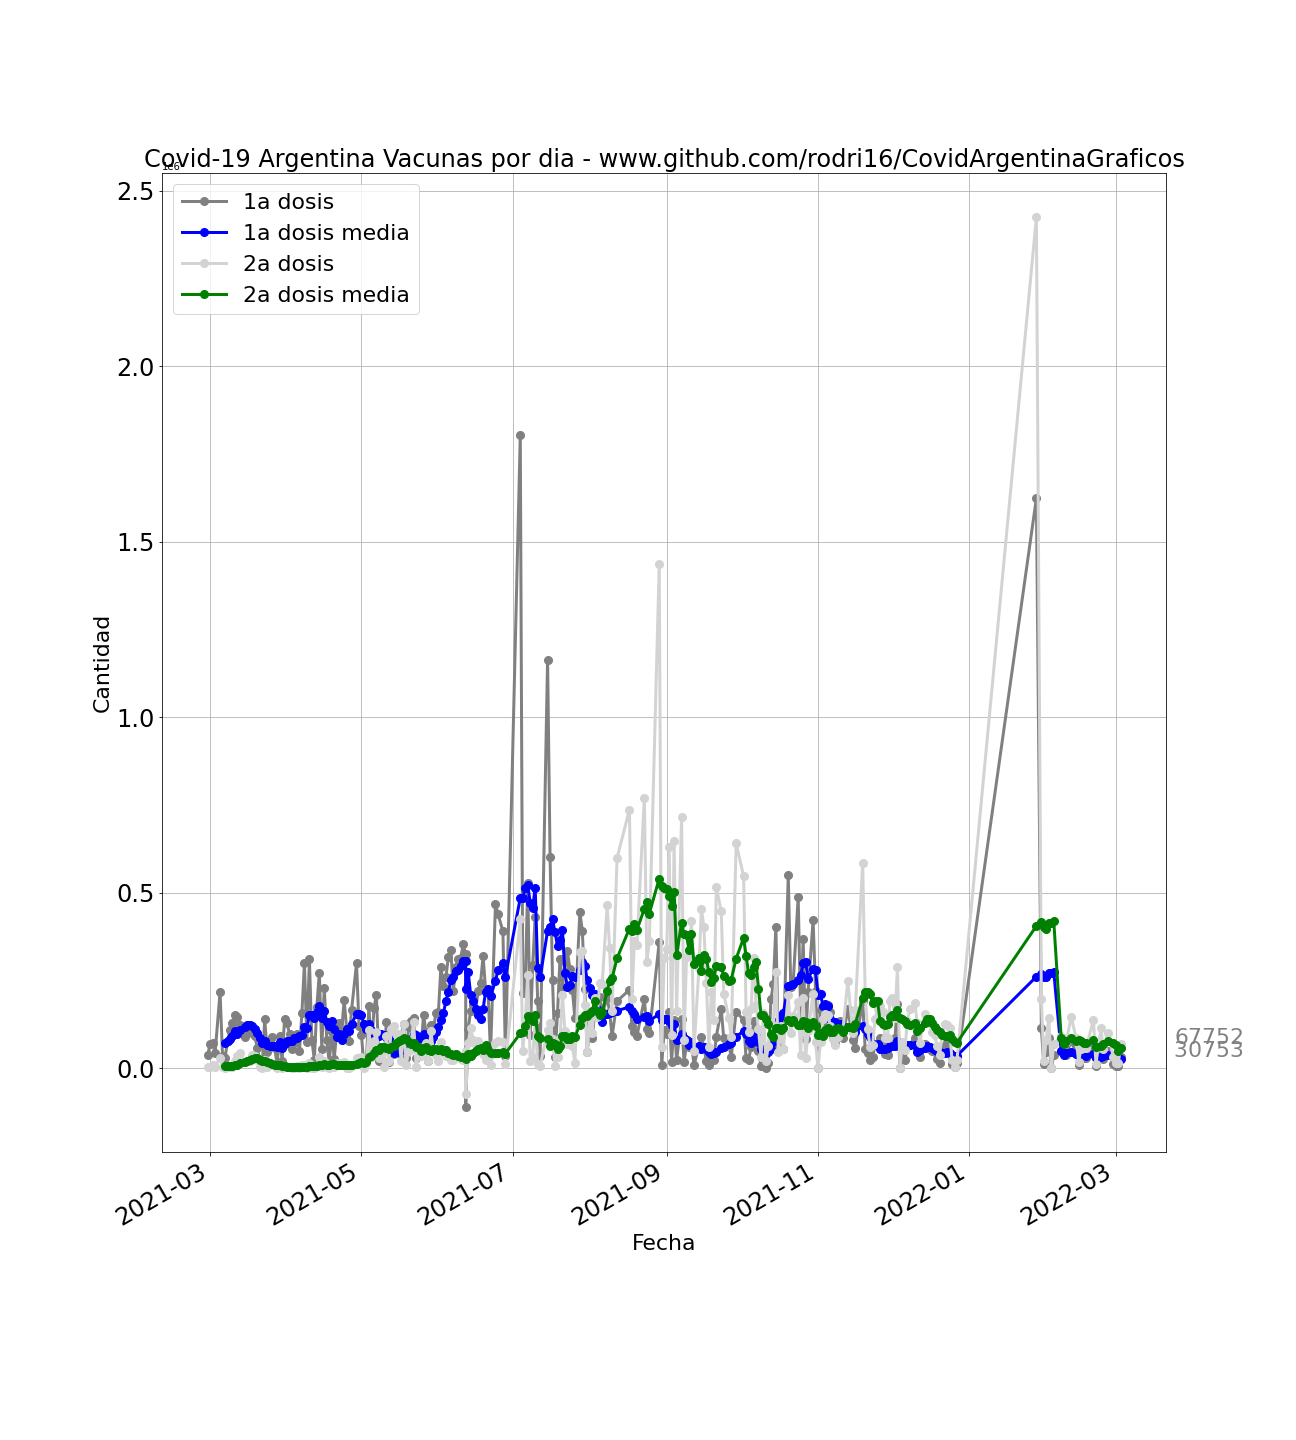 Covid-19 Argentina Vacunas por dia - www.github.com/rodri16/CovidArgentinaGraficos
1e6
2.5
2.0
1.5
1.0
0.5
0.0
Cantidad
1a dosis
1a dosis media
2a dosis
2a dosis media
67752
30753
2021-03
2021-05
2021-07
2021-09
2021-11
2022-01
2022-03
Fecha